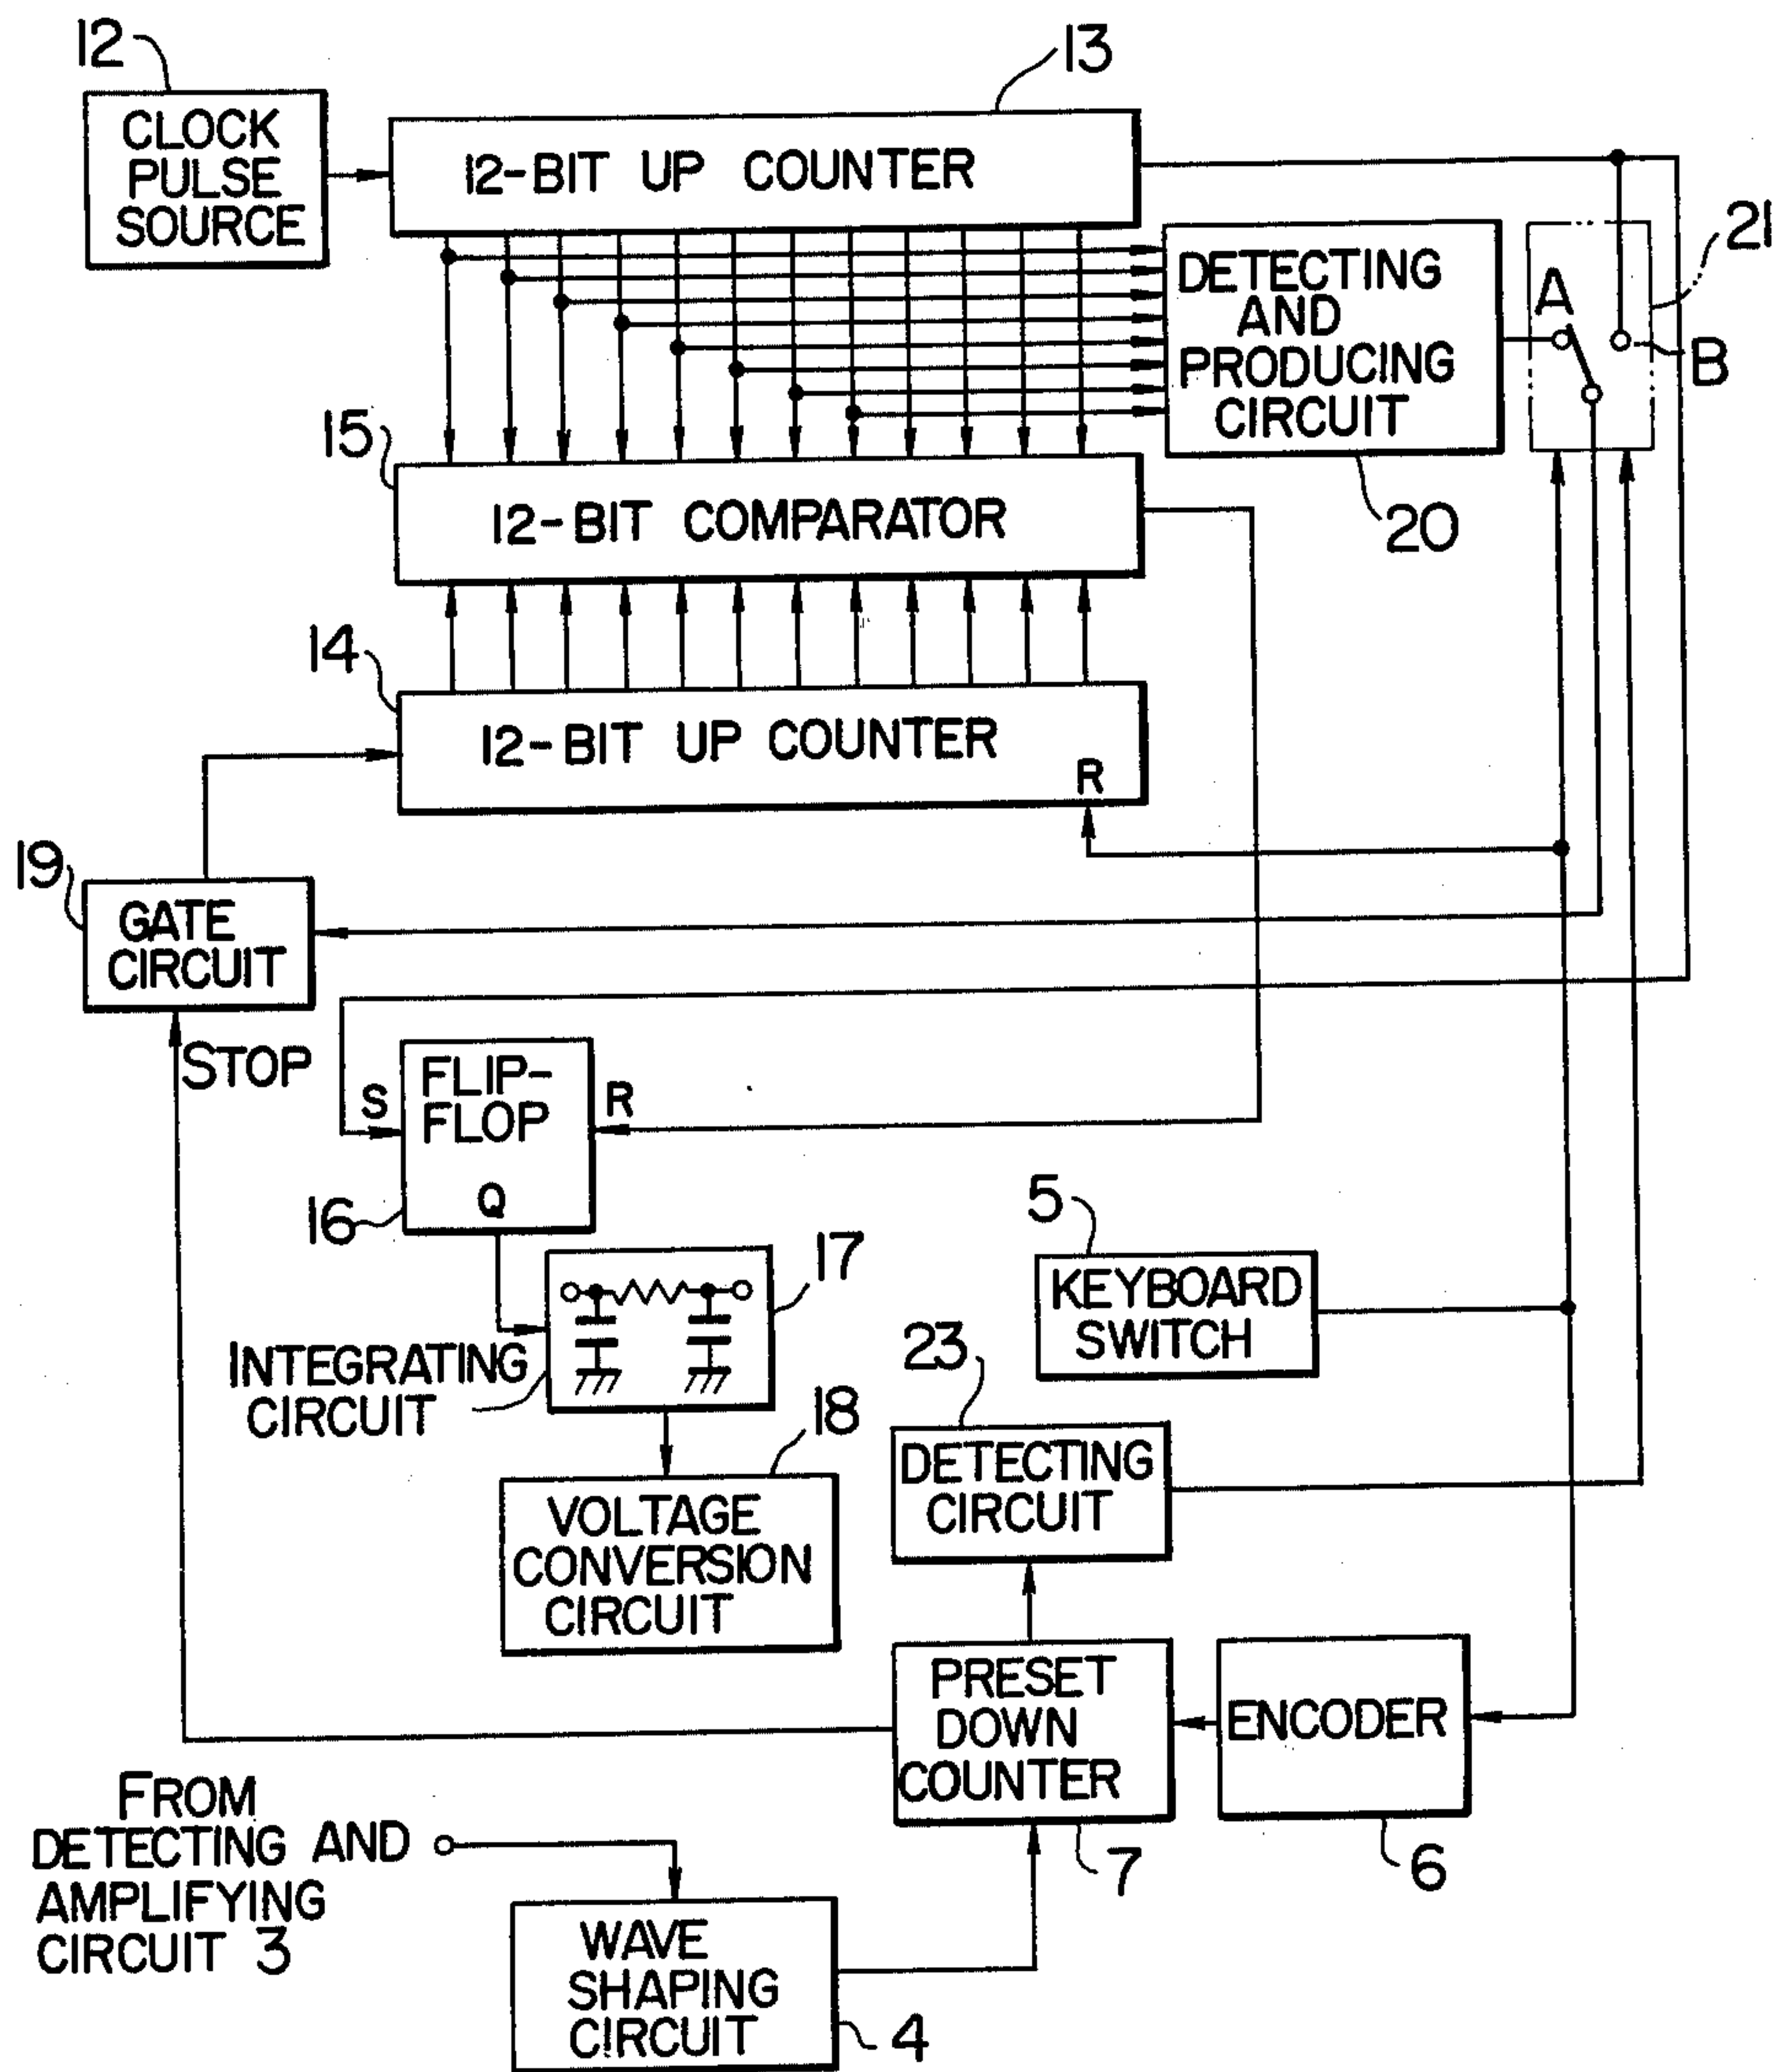 12
CLOCK
PULSE
SOURCE
13
12-BIT UP COUNTER
21
DETECTING
AND
PRODUCING
CIRCUIT
A
B
20
15
12-BIT COMPARATOR
14
12-BIT UP COUNTER
R
19
GATE
CIRCUIT
STOP
S
FLIP-
FLOP
R
Q
16
17
INTEGRATING
CIRCUIT
5
KEYBOARD
SWITCH
23
DETECTING
CIRCUIT
18
VOLTAGE
CONVERSION
CIRCUIT
PRESET
DOWN
COUNTER
7
ENCODER
6
FROM
DETECTING AND
AMPLIFYING
CIRCUIT 3
WAVE
SHAPING
CIRCUIT
4